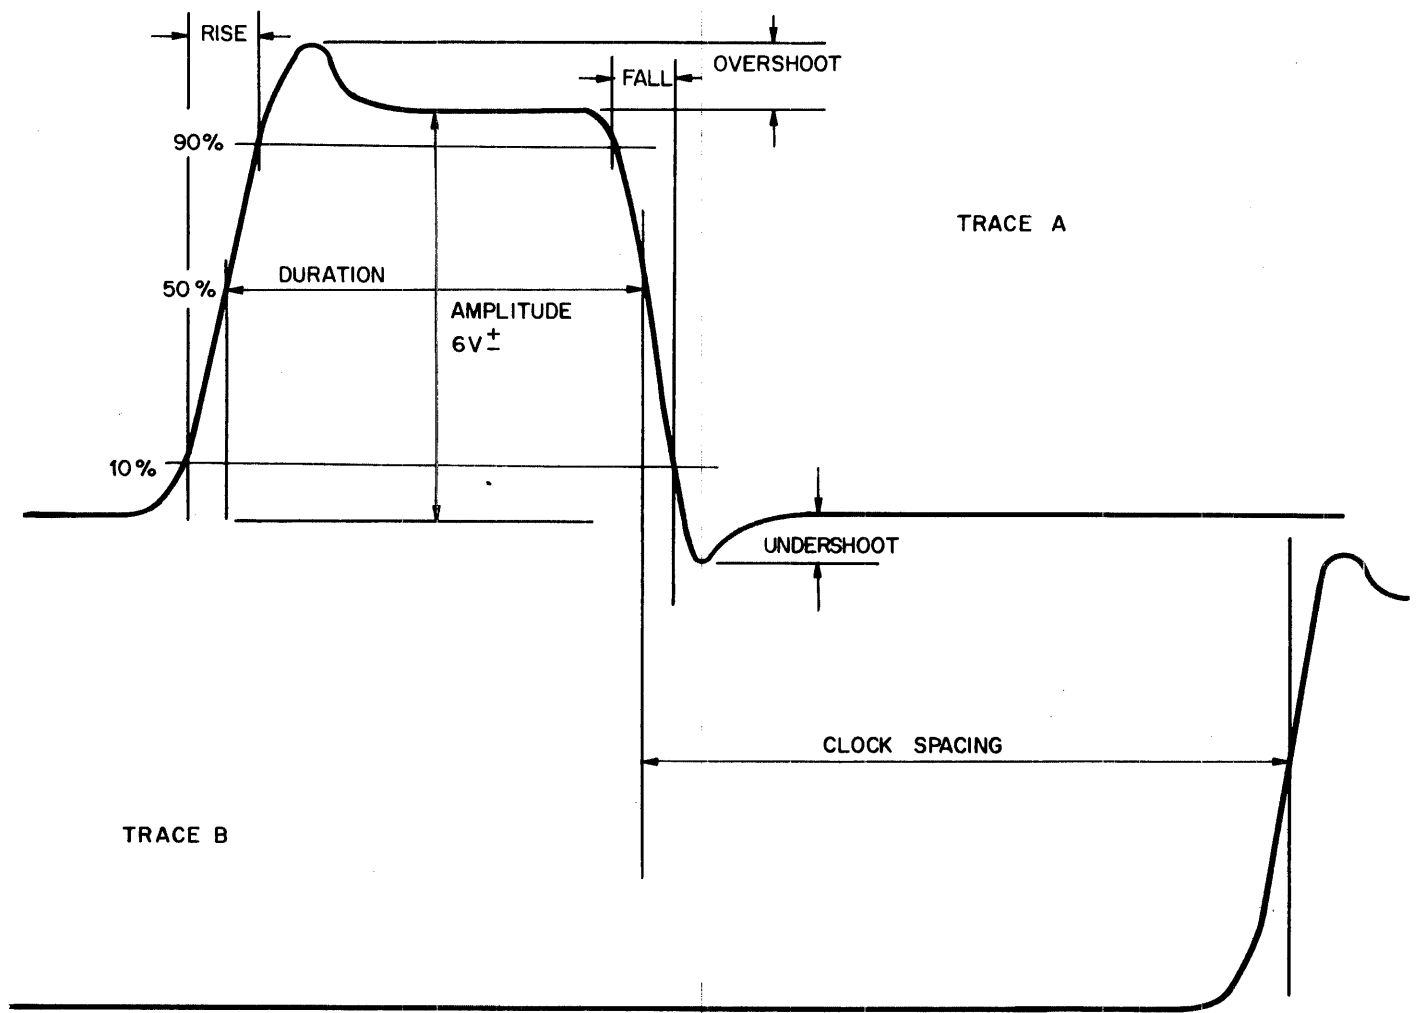 RISE
OVERSHOOT
FALL
90%
TRACE A
DURATION
50%
AMPLITUDE
6V±
10%
UNDERSHOOT
CLOCK SPACING
TRACE B